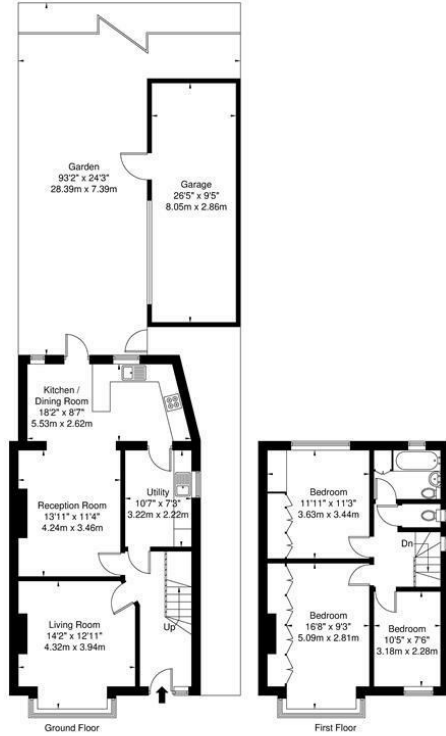 Garden
93'2" x 24'3"
28.39m x 7.39m
Garage
26'5" x 9'5"
8.05m x 2.86m
Kitchen /
Dining Room
18'2" x 8'7"
5.53m x 2.62m
Reception Room
13'11" x 11'4"
4.24m x 3.46m
Utility
10'7" x 7'3"
3.22m x 2.22m
Living Room
14'2" x 12'11"
4.32m x 3.94m
Up
Ground Floor
Bedroom
11'11" x 11'3"
3.63m x 3.44m
Dn
Bedroom
16'8" x 9'3"
5.09m x 2.81m
Bedroom
10'5" x 7'6"
3.18m x 2.28m
First Floor